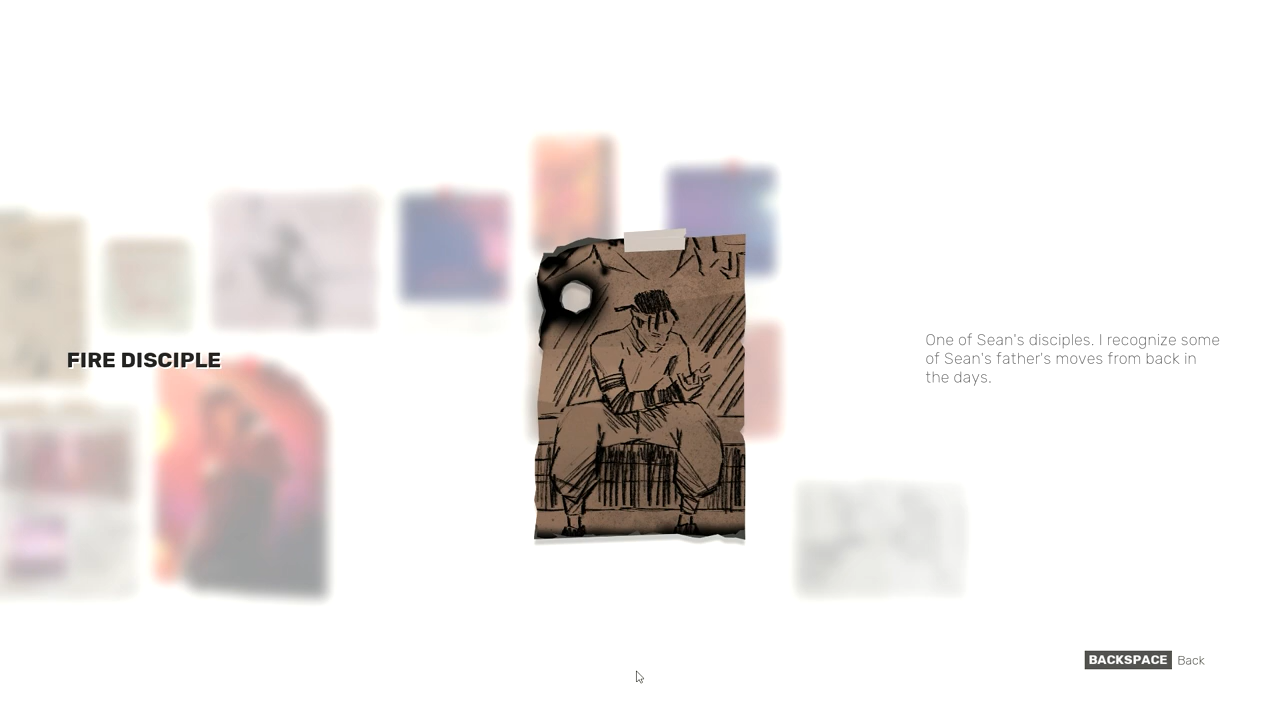 FIRE DISCIPLE
One of Sean's disciples. I recognize some
of Sean's father's moves from back in
the days.
BACKSPACE Back